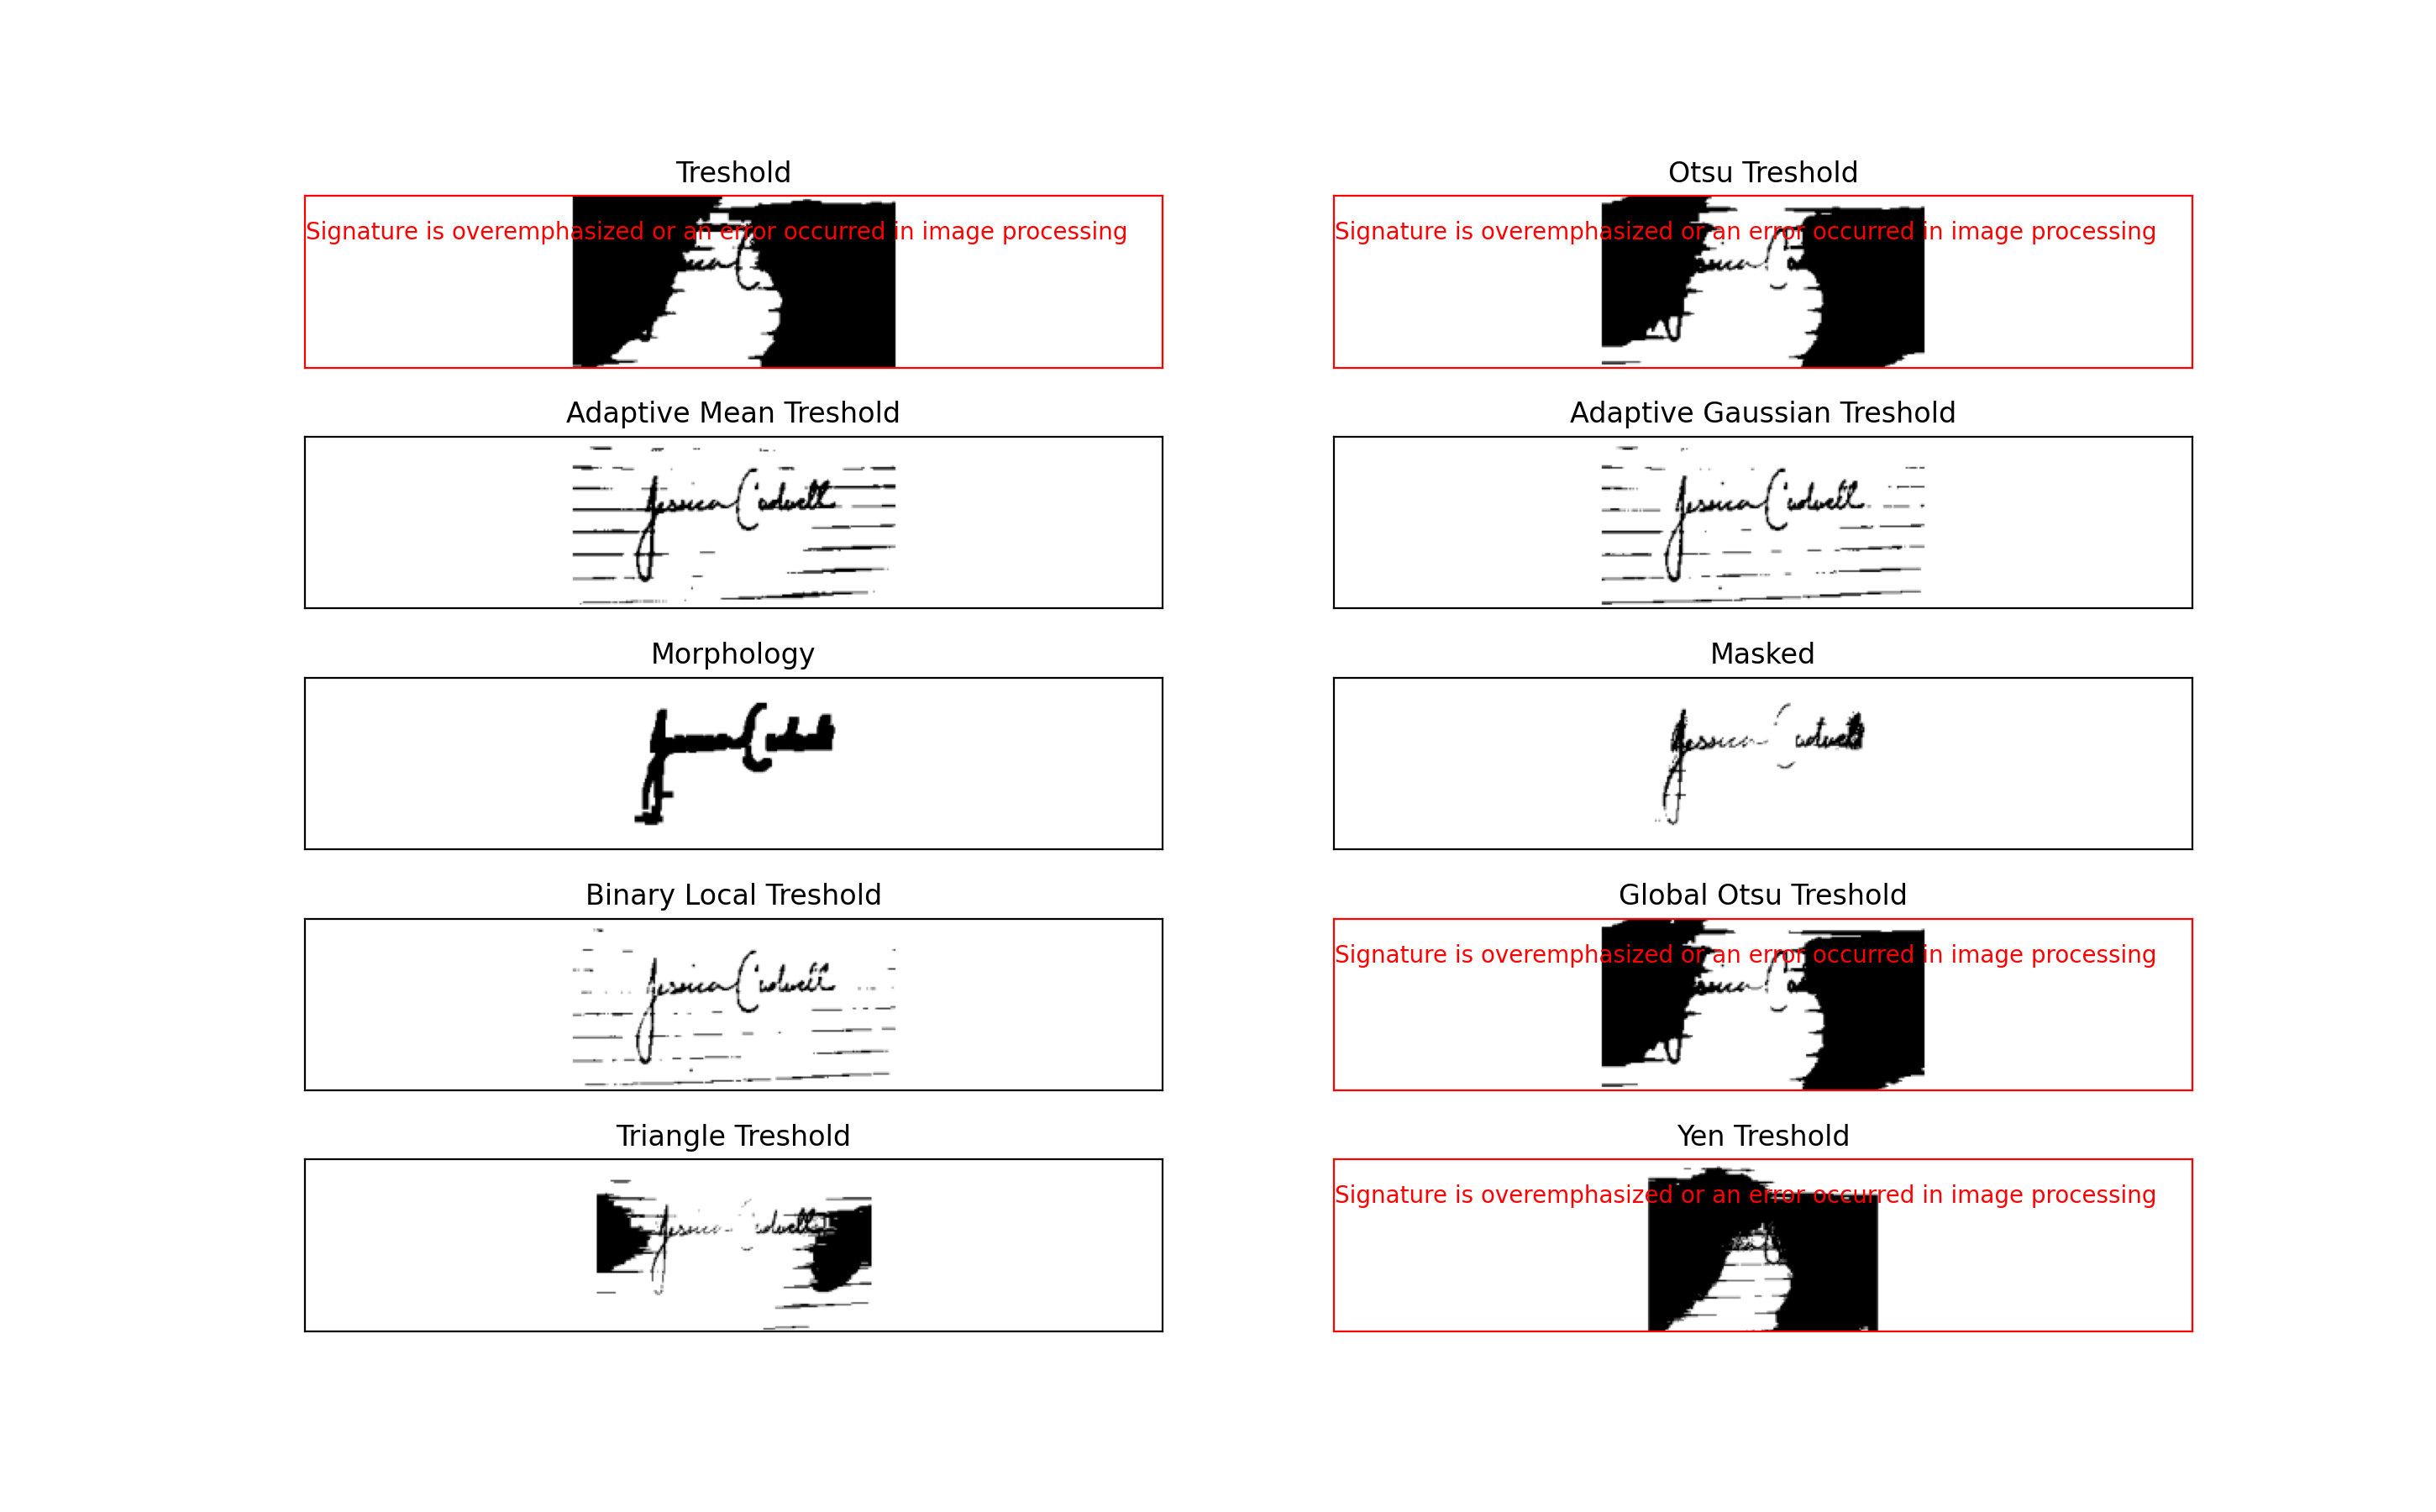 Treshold
Signature is overemphasized or an error occurred in image processing
Otsu Treshold
Signature is overemphasized or an error occurred in image processing
Adaptive Mean Treshold
Jessica Cadwell
Adaptive Gaussian Treshold
Jessica Cadwell
Morphology
Masked
Jessica Cadwell
Binary Local Treshold
Jessica Cadwell
Global Otsu Treshold
Signature is overemphasized or an error occurred in image processing
Triangle Treshold
Jessica Cadwell
Yen Treshold
Signature is overemphasized or an error occurred in image processing